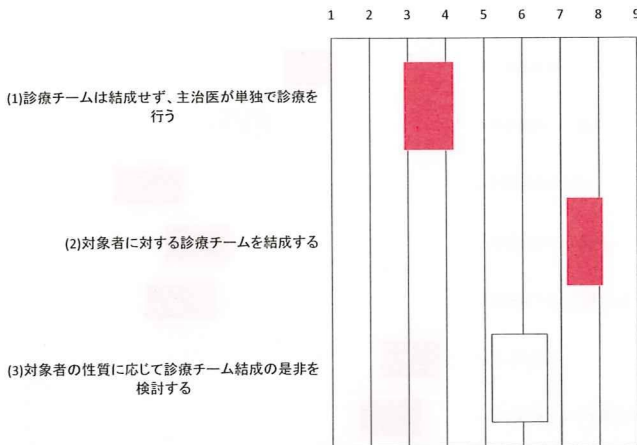 1 2 3 4 5 6 7 8 9
(1)診療チームは結成せず、主治医が単独で診療を
行う
(2)対象者に対する診療チームを結成する
(3)対象者の性質に応じて診療チーム結成の是非を
検討する